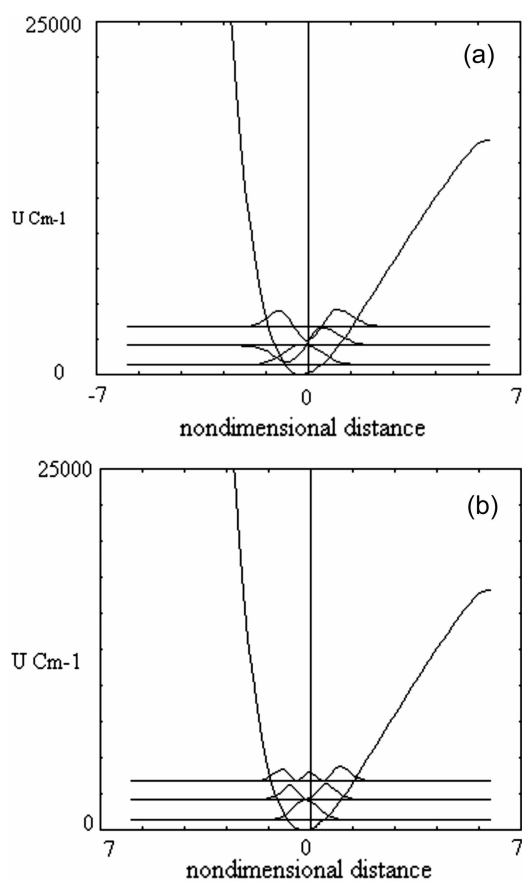 25000
(a)
U Cm-1
0
-7
0
7
nondimensional distance
25000
(b)
U Cm-1
0
7
0
7
nondimensional distance